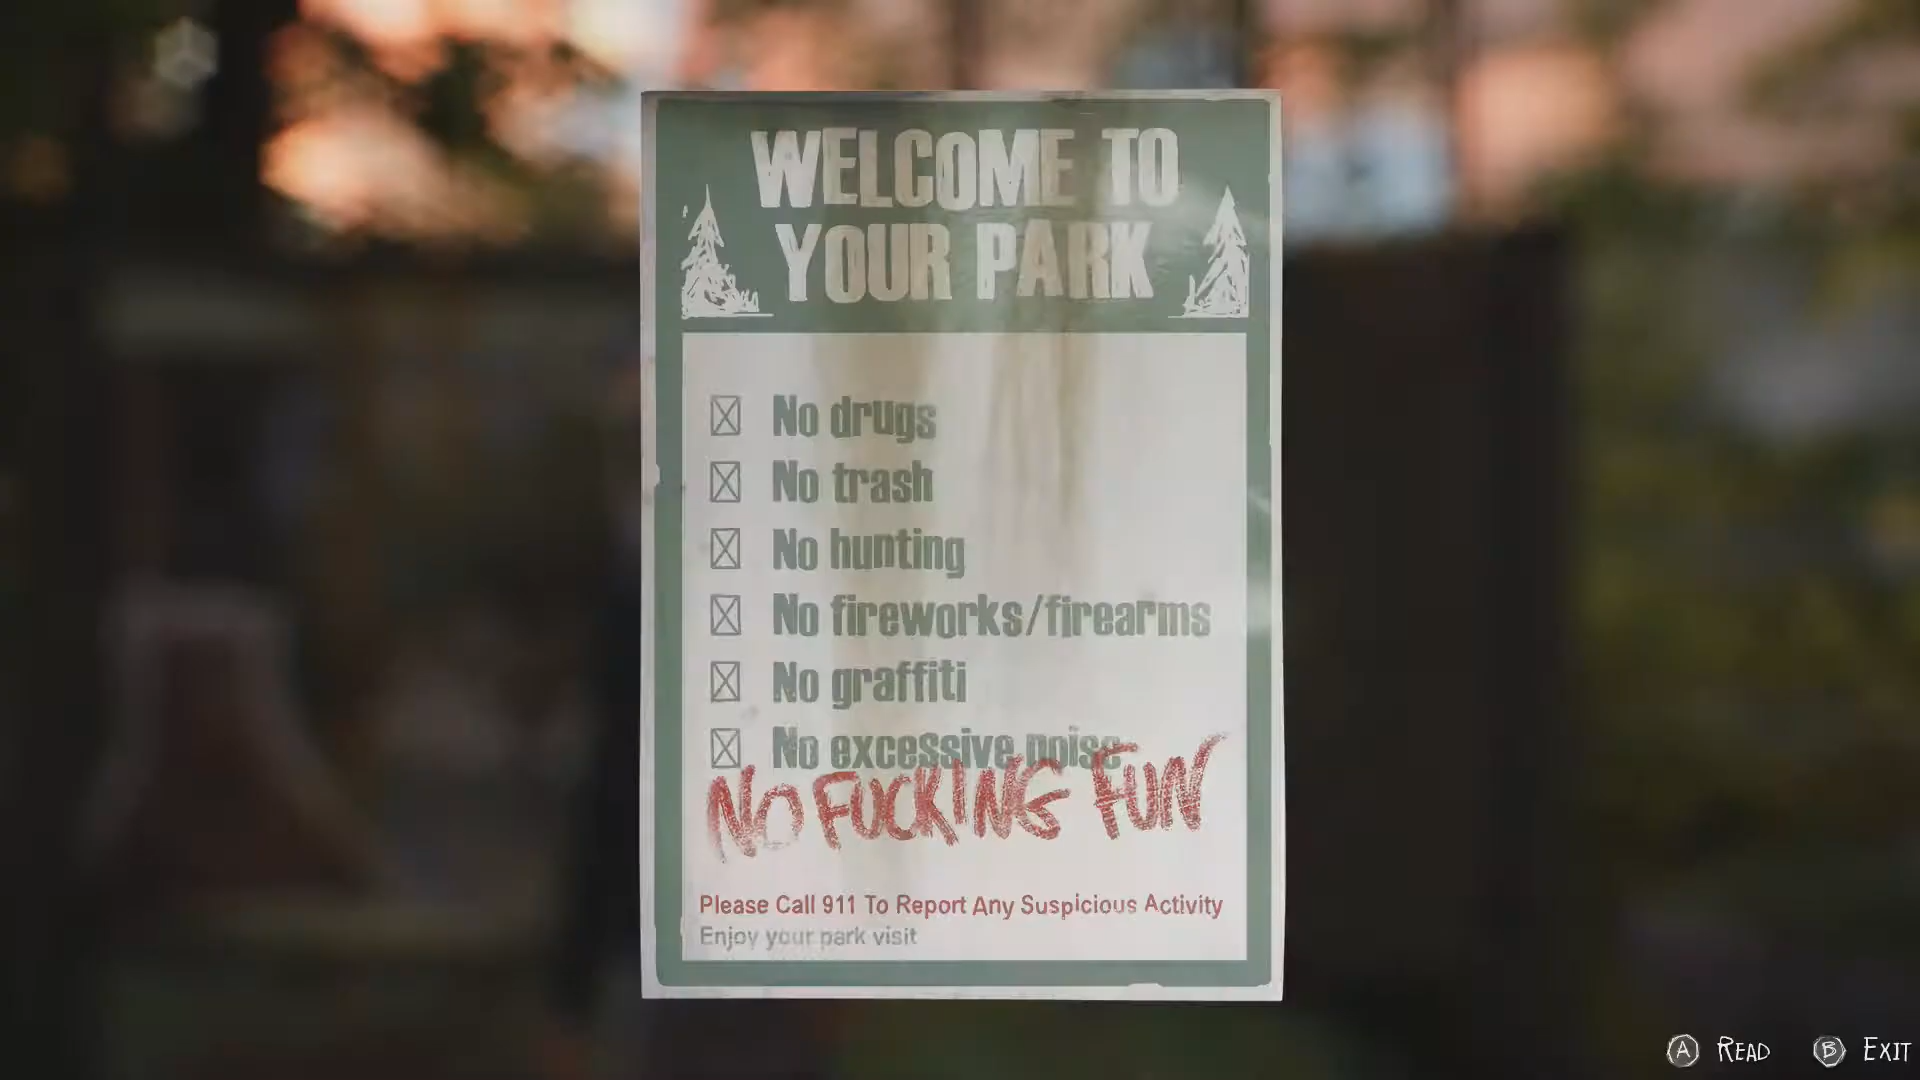 WELCOME TO
YOUR PARK
No drugs
No trash
No hunting
No fireworks/firearms
No graffiti
No excessive noise
NO FUCKING FUN
Please Call 911 To Report Any Suspicious Activity
Enjoy your park visit
A READ B EXIT